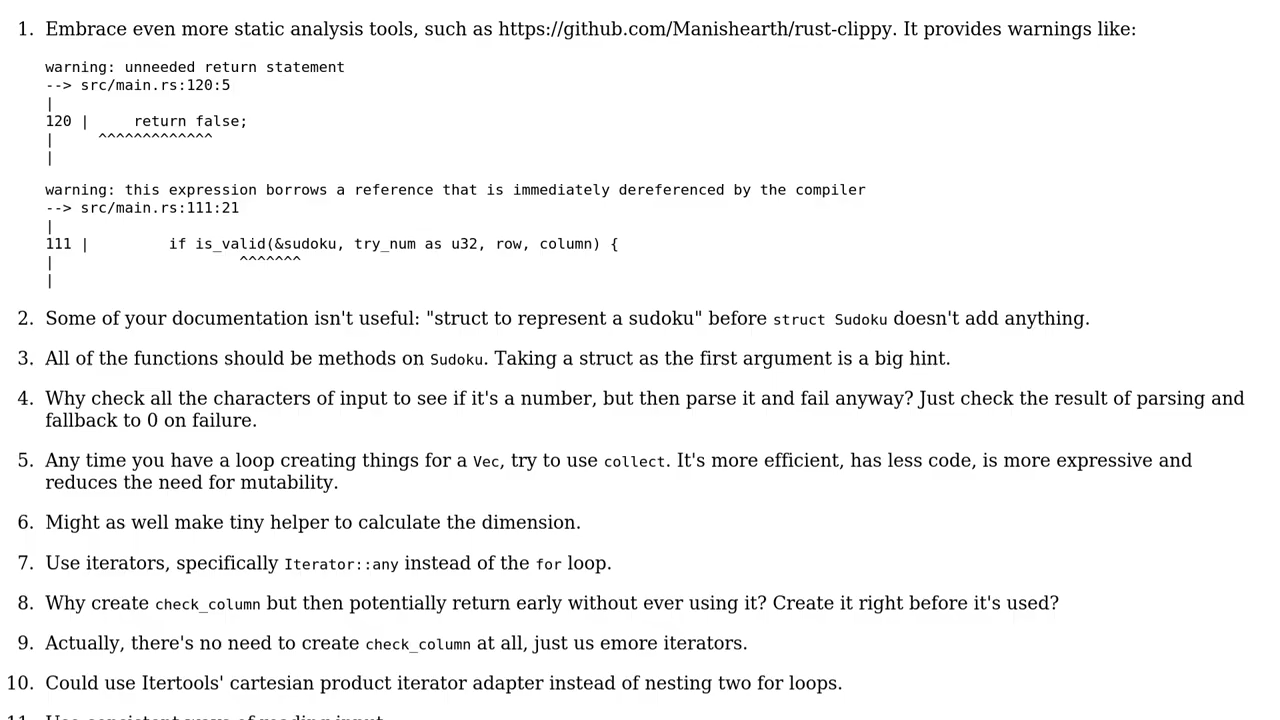 1. Embrace even more static analysis tools, such as https://github.com/Manishearth/rust-clippy. It provides warnings like:
warning: unneeded return statement
--> src/main.rs:120:5
|
120 |     return false;
|     ^^^^^^^^^^^^^
|
warning: this expression borrows a reference that is immediately dereferenced by the compiler
--> src/main.rs:111:21
|
111 |         if is_valid(&sudoku, try_num as u32, row, column) {
|                     ^^^^^^^
|
2. Some of your documentation isn't useful: "struct to represent a sudoku" before struct Sudoku doesn't add anything.
3. All of the functions should be methods on Sudoku. Taking a struct as the first argument is a big hint.
4. Why check all the characters of input to see if it's a number, but then parse it and fail anyway? Just check the result of parsing and
fallback to 0 on failure.
5. Any time you have a loop creating things for a Vec, try to use collect. It's more efficient, has less code, is more expressive and
reduces the need for mutability.
6. Might as well make tiny helper to calculate the dimension.
7. Use iterators, specifically Iterator::any instead of the for loop.
8. Why create check_column but then potentially return early without ever using it? Create it right before it's used?
9. Actually, there's no need to create check_column at all, just us emore iterators.
10. Could use Itertools' cartesian product iterator adapter instead of nesting two for loops.
11. Use consistent ways of reading input.